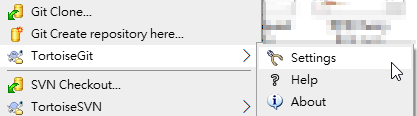 Git Clone...
Git Create repository here...
TortoiseGit
SVN Checkout...
TortoiseSVN
Settings
Help
About